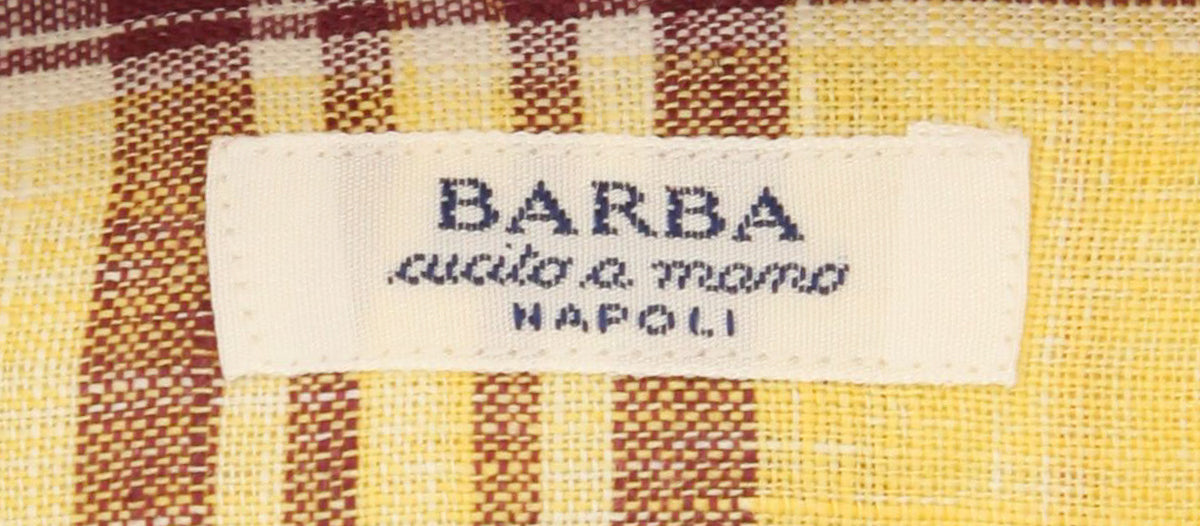 BARBA
cucito a mano
NAPOLI